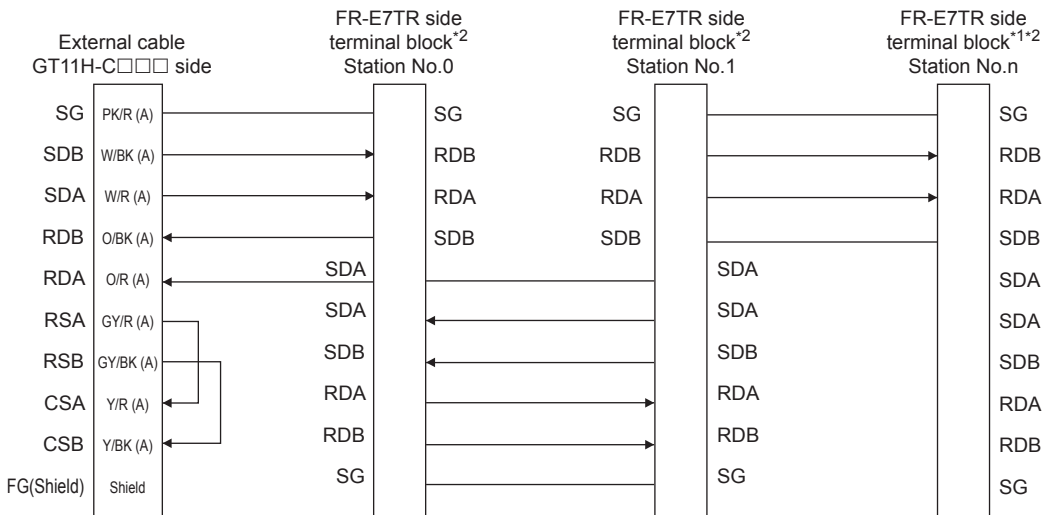 External cable
GT11H-C□□□ side
FR-E7TR side
terminal block*2
Station No.0
FR-E7TR side
terminal block*2
Station No.1
FR-E7TR side
terminal block*1*2
Station No.n
SG PK/R (A) SG SG SG
SDB W/BK (A) RDB RDB RDB
SDA W/R (A) RDA RDA RDA
RDB O/BK (A) SDB SDB SDB
RDA O/R (A) SDA SDA SDA
RSA GY/R (A) SDA SDA SDA
RSB GY/BK (A) SDB SDB SDB
CSA Y/R (A) RDA RDA RDA
CSB Y/BK (A) RDB RDB RDB
FG(Shield) Shield SG SG SG